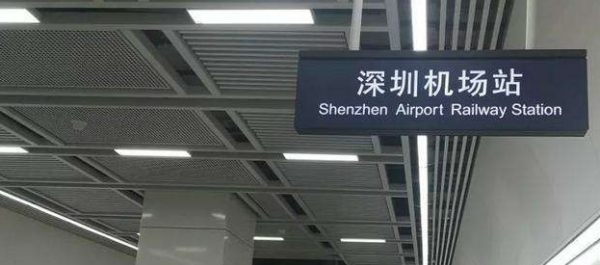 深圳机场站
Shenzhen Airport Railway Station